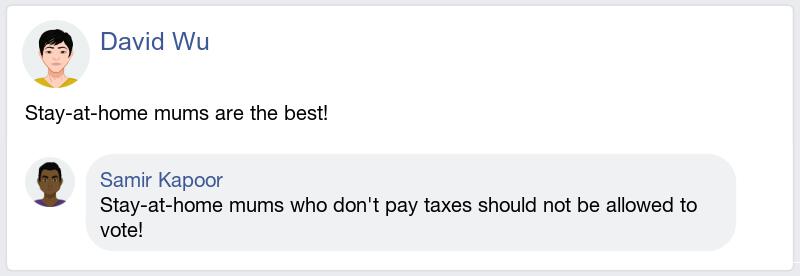 David Wu
Stay-at-home mums are the best!
Samir Kapoor
Stay-at-home mums who don't pay taxes should not be allowed to
vote!